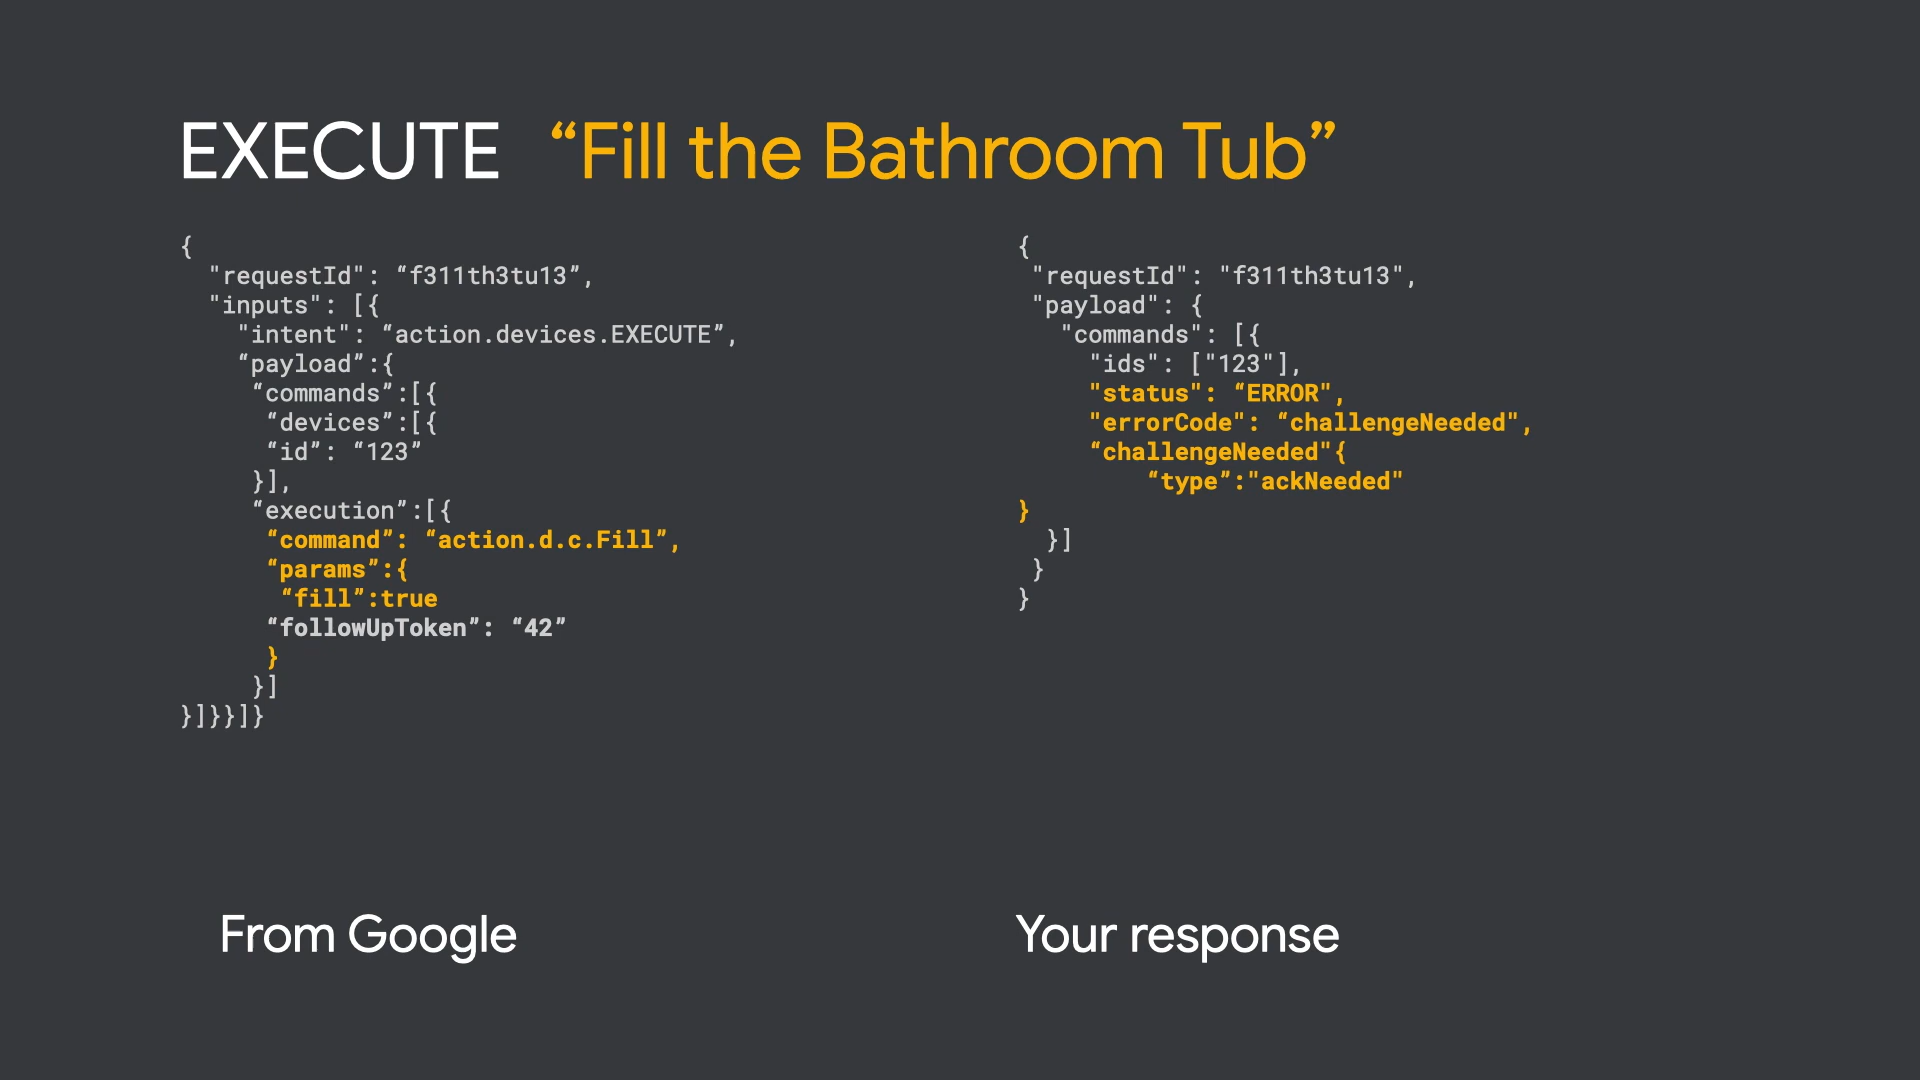 EXECUTE “Fill the Bathroom Tub”
{
"requestId": “f311th3tu13”,
"inputs": [{
"intent": “action.devices.EXECUTE”,
“payload”:{
“commands”:[{
“devices”:[{
“id”: “123”
}],
“execution”:[{
“command”: “action.d.c.Fill”,
“params”:{
“fill”:true
“followUpToken”: “42”
}
}]
}]}}]}
{
"requestId": "f311th3tu13",
"payload": {
"commands": [{
"ids": ["123"],
"status": “ERROR",
"errorCode": “challengeNeeded",
“challengeNeeded"{
“type”:"ackNeeded"
}
}]
}
}
From Google
Your response